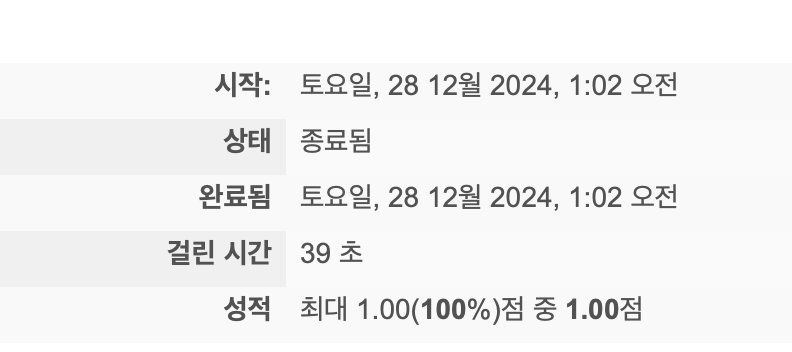 시작: 토요일, 28 12월 2024, 1:02 오전
상태 종료됨
완료됨 토요일, 28 12월 2024, 1:02 오전
걸린 시간 39 초
성적 최대 1.00(100%)점 중 1.00점